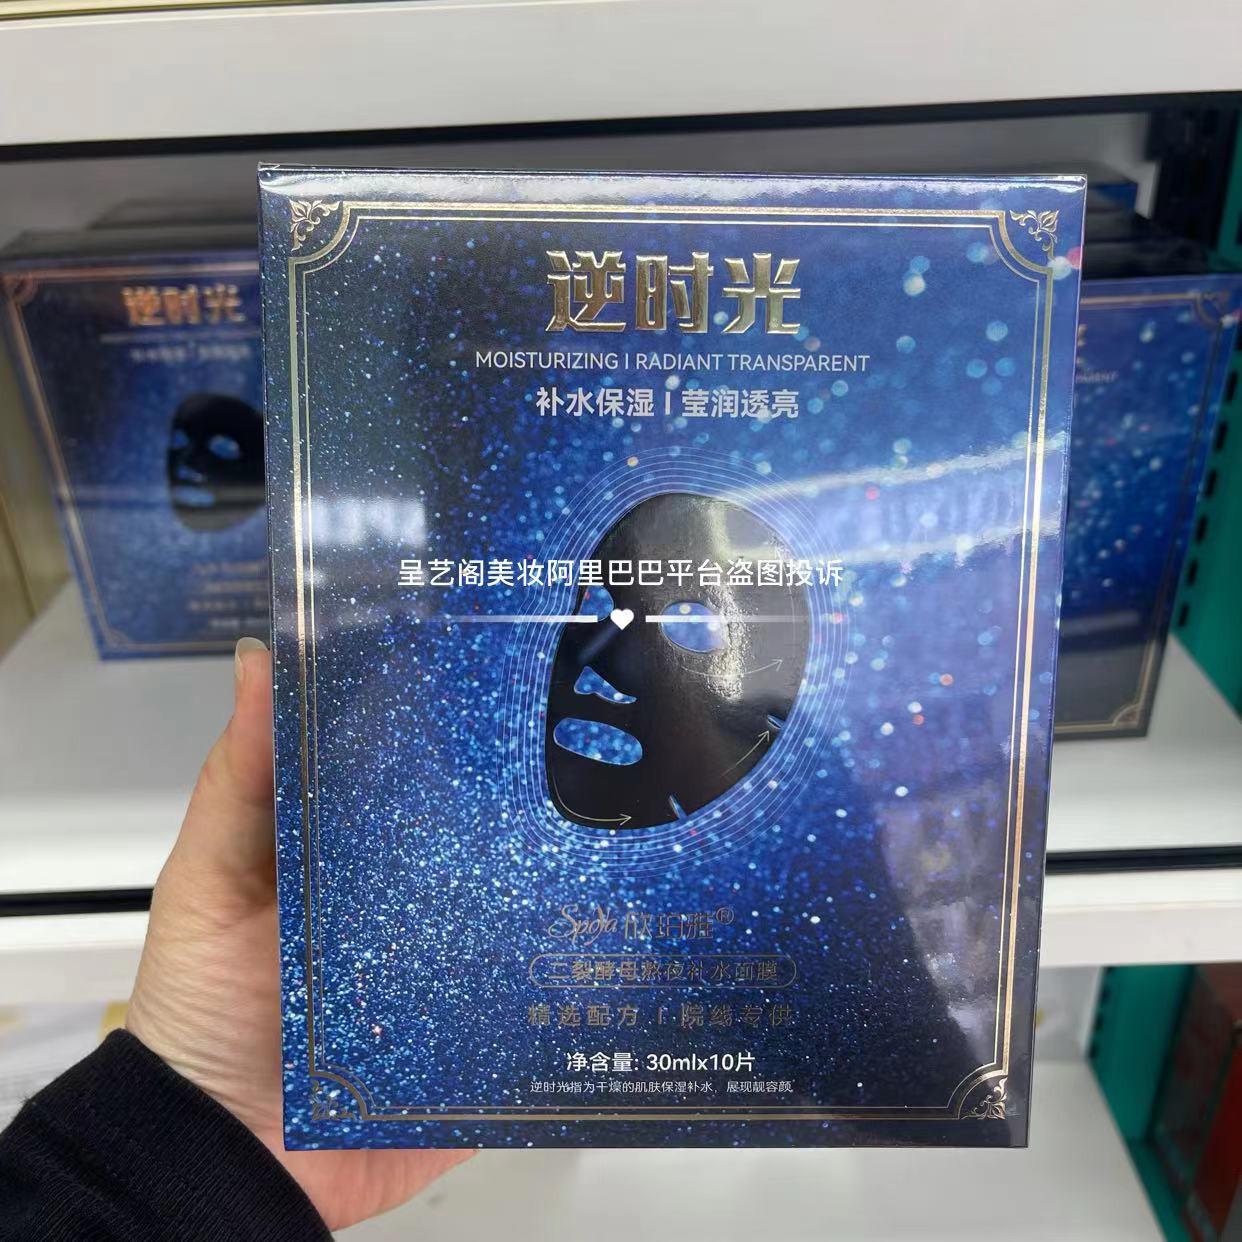 逆时光
MOISTURIZING I RADIANT TRANSPARENT
补水保湿 I 莹润透亮
呈艺阁美妆阿里巴巴平台盗图投诉
欣珀雅®
二裂酵母熬夜补水面膜
精选配方 I 院线专供
净含量: 30mlx10片
逆时光指为干燥的肌肤保湿补水，展现靓容颜
逆时光